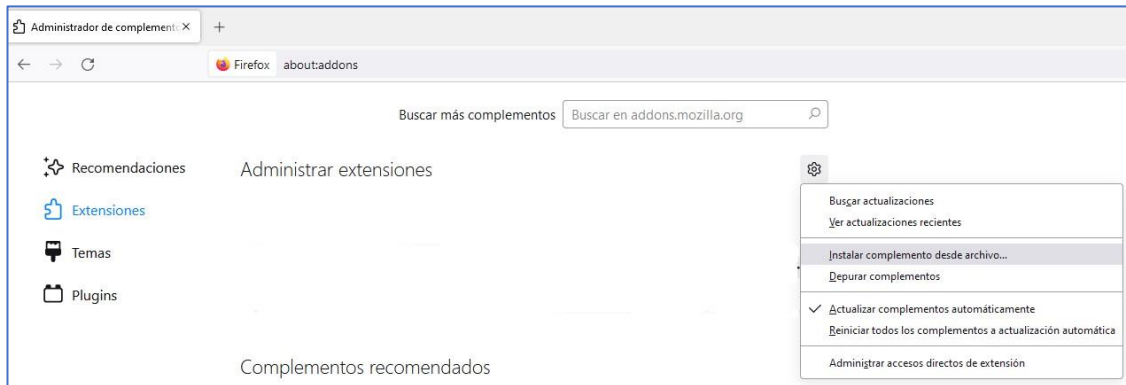 Administrador de complement
Firefox about:addons
Buscar más complementos Buscar en addons.mozilla.org
Recomendaciones
Administrar extensiones
Extensiones
Temas
Plugins
Buscar actualizaciones
Ver actualizaciones recientes
Instalar complemento desde archivo...
Depurar complementos
Actualizar complementos automáticamente
Reiniciar todos los complementos a actualización automática
Administrar accesos directos de extensión
Complementos recomendados